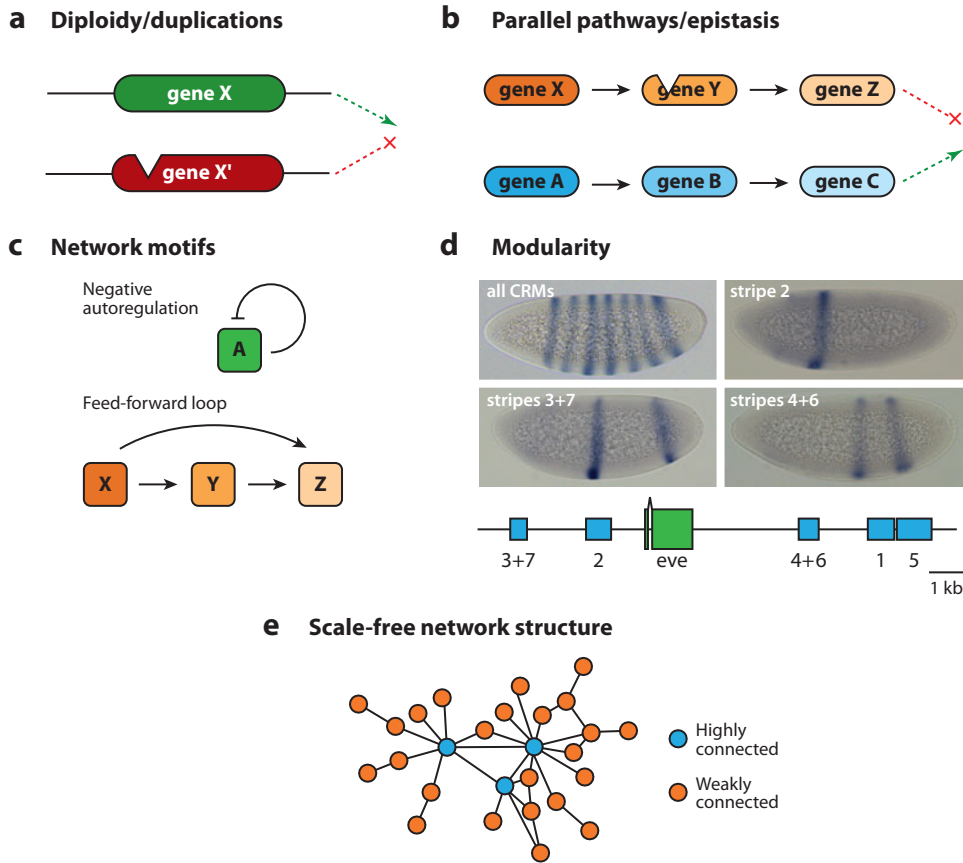 a Diploidy/duplications
gene X
gene X'
b Parallel pathways/epistasis
gene X gene Y gene Z
gene A gene B gene C
c Network motifs
Negative
autoregulation
A
Feed-forward loop
X Y Z
d Modularity
all CRMs stripe 2
stripes 3+7 stripes 4+6
3+7 2 eve 4+6 1 5
1 kb
e Scale-free network structure
Highly
connected
Weakly
connected